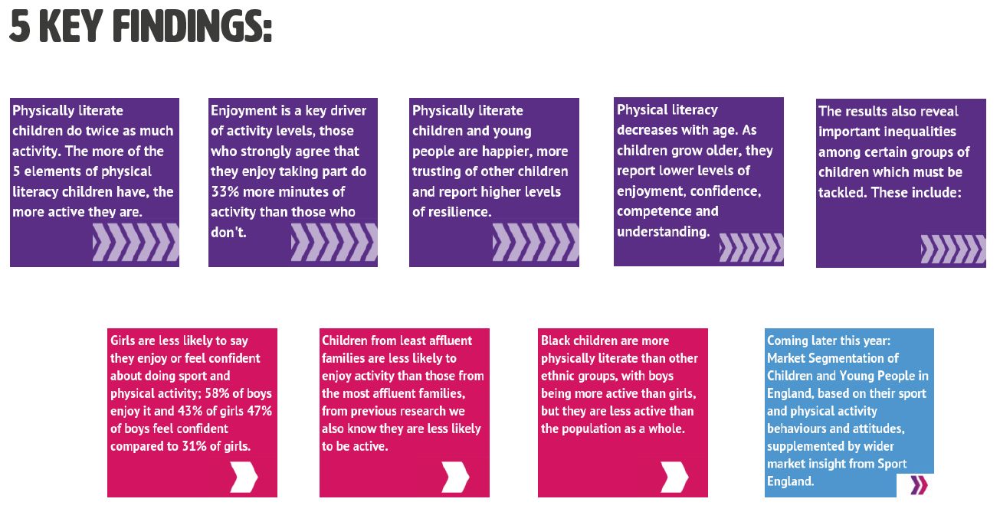 5 KEY FINDINGS:
Physically literate
children do twice as much
activity. The more of the
5 elements of physical
literacy children have, the
more active they are.
Enjoyment is a key driver
of activity levels, those
who strongly agree that
they enjoy taking part do
33% more minutes of
activity than those who
don't.
Physically literate
children and young
people are happier, more
trusting of other children
and report higher levels
of resilience.
Physical literacy
decreases with age. As
children grow older, they
report lower levels of
enjoyment, confidence,
competence and
understanding.
The results also reveal
important inequalities
among certain groups of
children which must be
tackled. These include:
Girls are less likely to say
they enjoy or feel confident
about doing sport and
physical activity; 58% of boys
enjoy it and 43% of girls 47%
of boys feel confident
compared to 31% of girls.
Children from least affluent
families are less likely to
enjoy activity than those from
the most affluent families,
from previous research we
also know they are less likely
to be active.
Black children are more
physically literate than other
ethnic groups, with boys
being more active than girls,
but they are less active than
the population as a whole.
Coming later this year:
Market Segmentation of
Children and Young People in
England, based on their sport
and physical activity
behaviours and attitudes,
supplemented by wider
market insight from Sport
England.